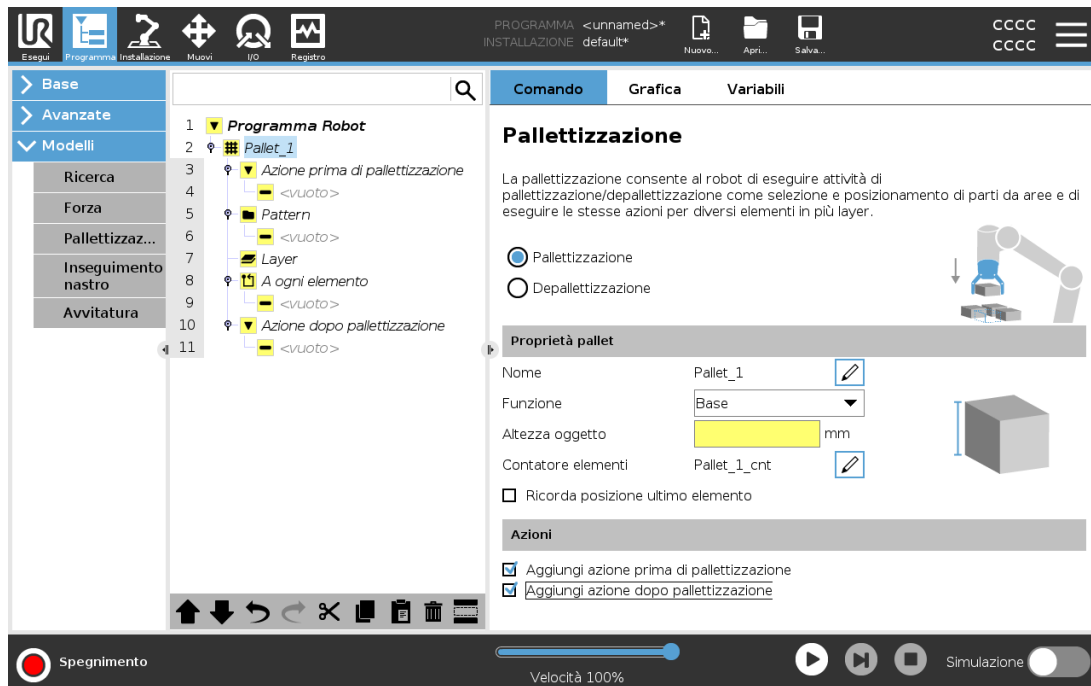 PROGRAMMA <unnamed>*
INSTALLAZIONE default*
Esegui
Programma
Installazione
Muovi
I/O
Registro
Nuovo...
Apri...
Salva...
CCCC
CCCC
Base
Avanzate
Modelli
Ricerca
Forza
Pallettizzaz...
Inseguimento
nastro
Avvitatura
1 Programma Robot
2 Pallet_1
3 Azione prima di pallettizzazione
4 <vuoto>
5 Pattern
6 <vuoto>
7 Layer
8 A ogni elemento
9 <vuoto>
10 Azione dopo pallettizzazione
11 <vuoto>
Comando Grafica Variabili
Pallettizzazione
La pallettizzazione consente al robot di eseguire attività di
pallettizzazione/depallettizzazione come selezione e posizionamento di parti da aree e di
eseguire le stesse azioni per diversi elementi in più layer.
Pallettizzazione
Depallettizzazione
Proprietà pallet
Nome Pallet_1
Funzione Base
Altezza oggetto mm
Contatore elementi Pallet_1_cnt
Ricorda posizione ultimo elemento
Azioni
Aggiungi azione prima di pallettizzazione
Aggiungi azione dopo pallettizzazione
Spegnimento
Velocità 100%
Simulazione